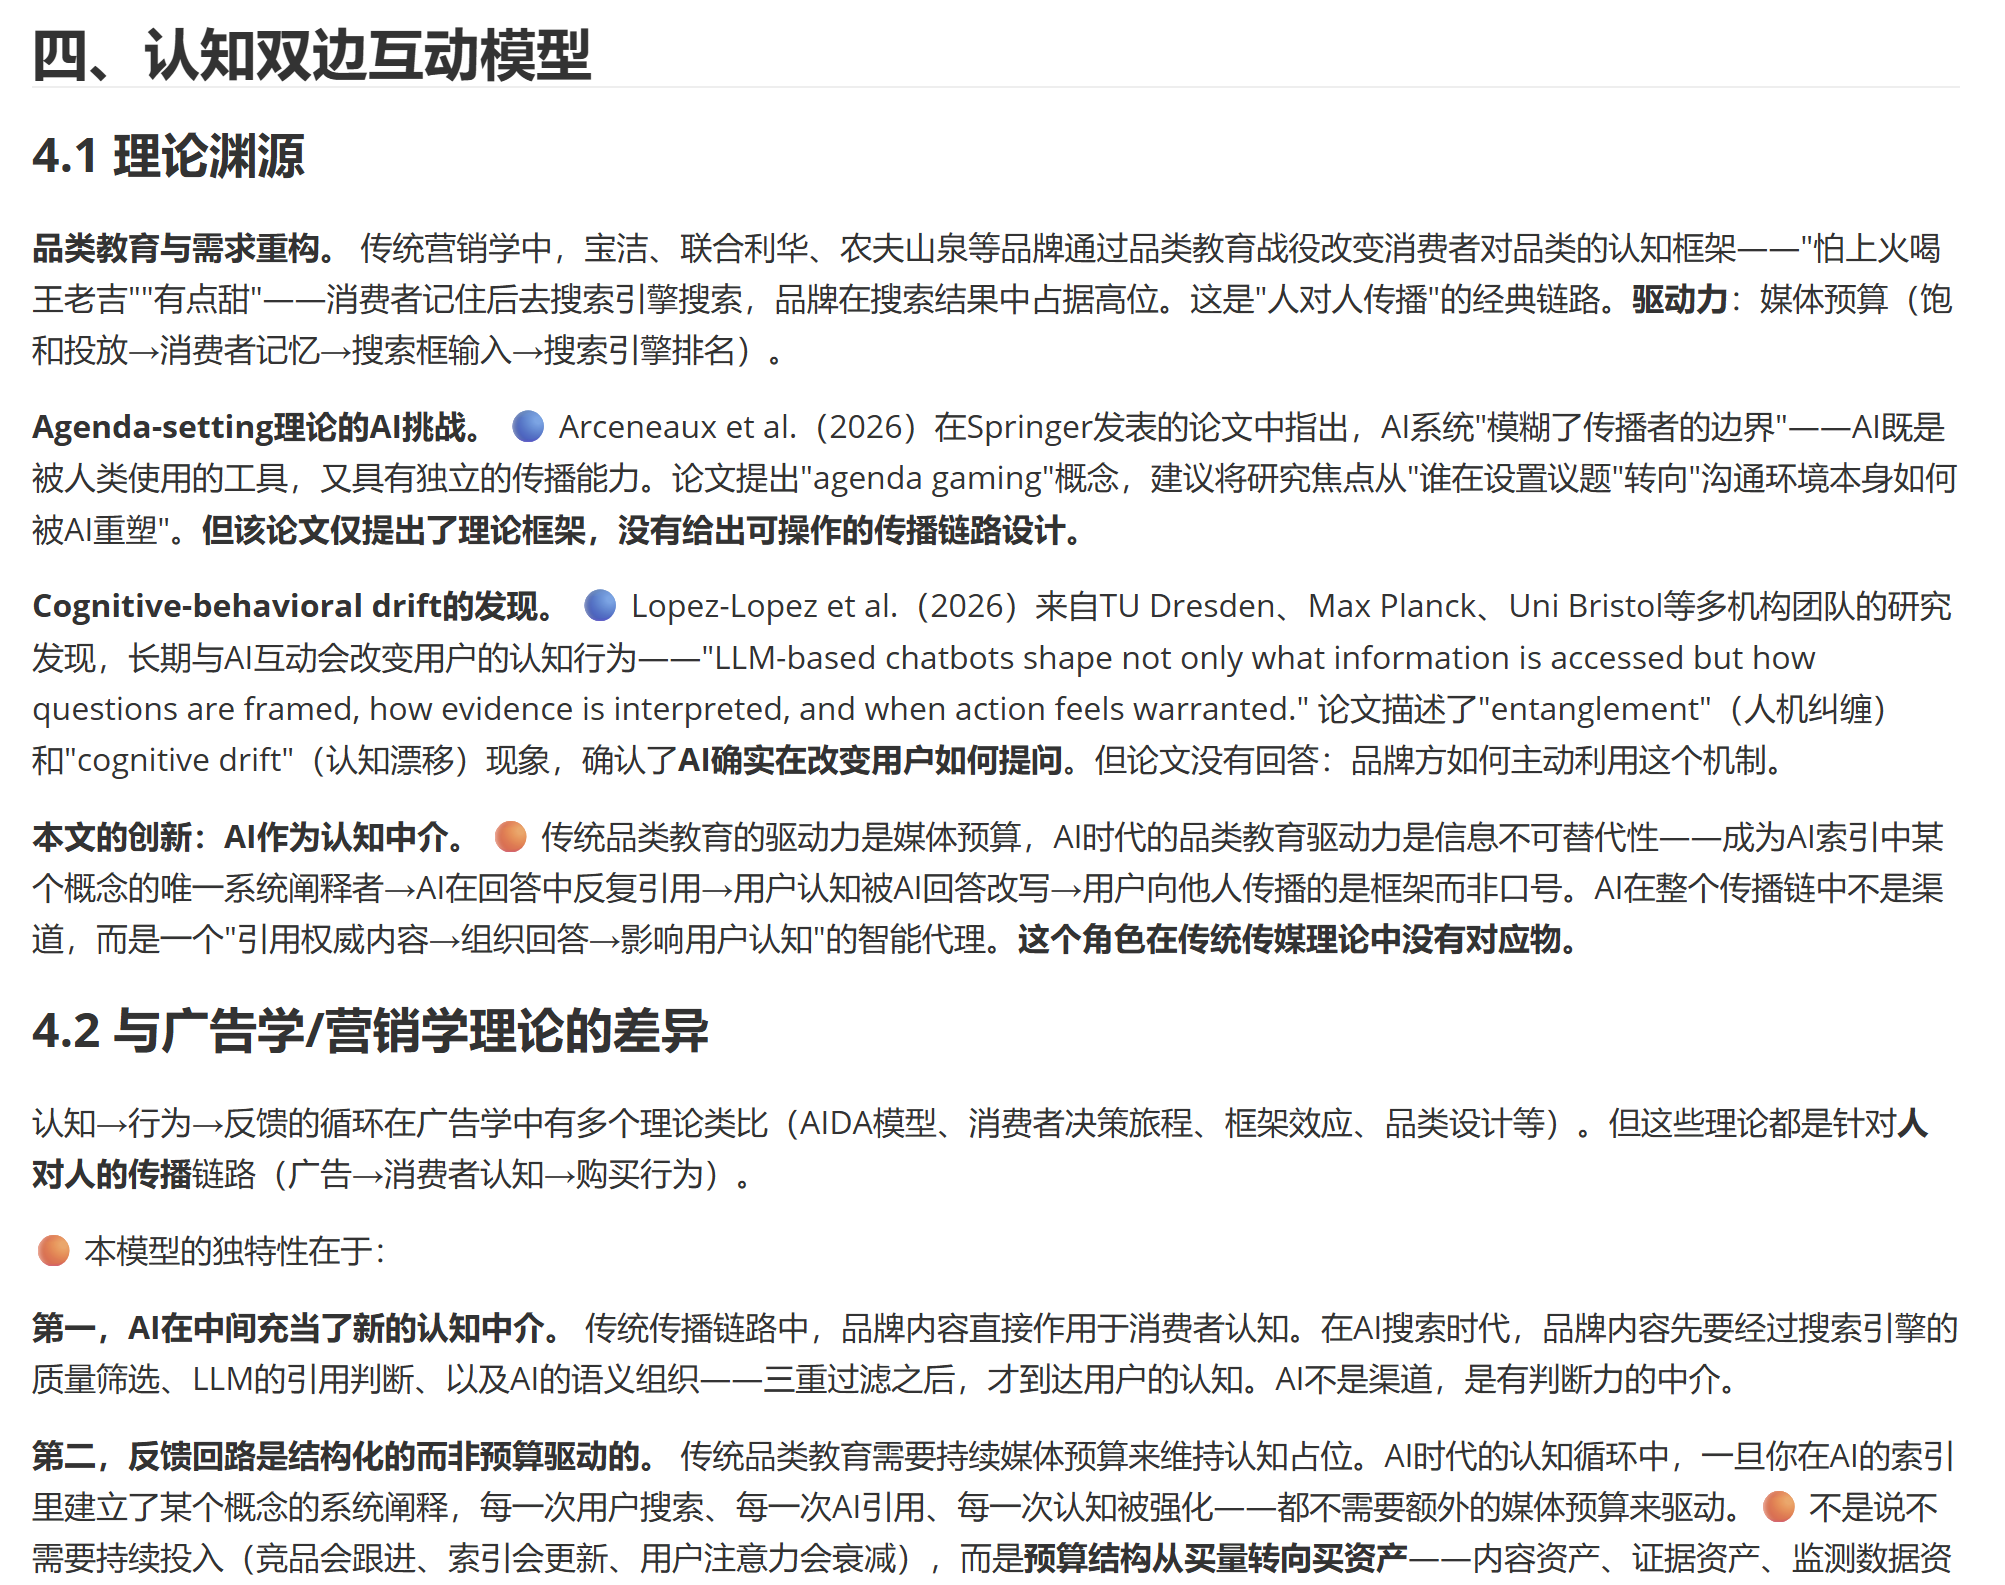 四、认知双边互动模型
4.1 理论渊源
品类教育与需求重构。 传统营销学中，宝洁、联合利华、农夫山泉等品牌通过品类教育战役改变消费者对品类的认知框架——"怕上火喝
王老吉""有点甜"——消费者记住后去搜索引擎搜索，品牌在搜索结果中占据高位。这是"人对人传播"的经典链路。驱动力：媒体预算（饱
和投放→消费者记忆→搜索框输入→搜索引擎排名）。
Agenda-setting理论的AI挑战。 🔵 Arceneaux et al.（2026）在Springer发表的论文中指出，AI系统"模糊了传播者的边界"——AI既是
被人类使用的工具，又具有独立的传播能力。论文提出"agenda gaming"概念，建议将研究焦点从"谁在设置议题"转向"沟通环境本身如何
被AI重塑"。但该论文仅提出了理论框架，没有给出可操作的传播链路设计。
Cognitive-behavioral drift的发现。 🔵 Lopez-Lopez et al.（2026）来自TU Dresden、Max Planck、Uni Bristol等多机构团队的研究
发现，长期与AI互动会改变用户的认知行为——"LLM-based chatbots shape not only what information is accessed but how
questions are framed, how evidence is interpreted, and when action feels warranted." 论文描述了"entanglement"（人机纠缠）
和"cognitive drift"（认知漂移）现象，确认了AI确实在改变用户如何提问。但论文没有回答：品牌方如何主动利用这个机制。
本文的创新：AI作为认知中介。 🟠 传统品类教育的驱动力是媒体预算，AI时代的品类教育驱动力是信息不可替代性——成为AI索引中某
个概念的唯一系统阐释者→AI在回答中反复引用→用户认知被AI回答改写→用户向他人传播的是框架而非口号。AI在整个传播链中不是渠
道，而是一个"引用权威内容→组织回答→影响用户认知"的智能代理。这个角色在传统传媒理论中没有对应物。
4.2 与广告学/营销学理论的差异
认知→行为→反馈的循环在广告学中有多个理论类比（AIDA模型、消费者决策旅程、框架效应、品类设计等）。但这些理论都是针对人
对人的传播链路（广告→消费者认知→购买行为）。
🟠 本模型的独特性在于：
第一，AI在中间充当了新的认知中介。 传统传播链路中，品牌内容直接作用于消费者认知。在AI搜索时代，品牌内容先要经过搜索引擎的
质量筛选、LLM的引用判断、以及AI的语义组织——三重过滤之后，才到达用户的认知。AI不是渠道，是有判断力的中介。
第二，反馈回路是结构化的而非预算驱动的。 传统品类教育需要持续媒体预算来维持认知占位。AI时代的认知循环中，一旦你在AI的索引
里建立了某个概念的系统阐释，每一次用户搜索、每一次AI引用、每一次认知被强化——都不需要额外的媒体预算来驱动。🟠 不是说不
需要持续投入（竞品会跟进、索引会更新、用户注意力会衰减），而是预算结构从买量转向买资产——内容资产、证据资产、监测数据资